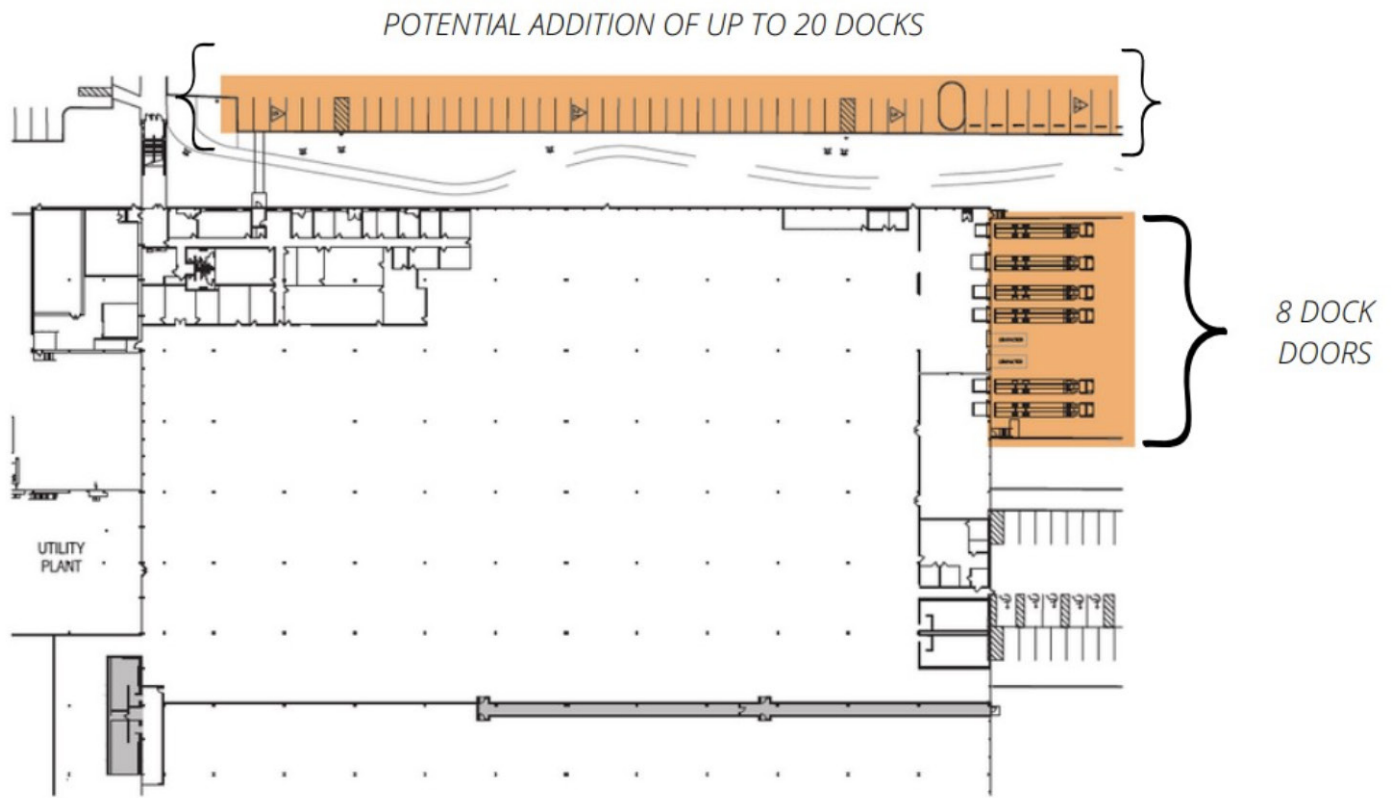 POTENTIAL ADDITION OF UP TO 20 DOCKS
8 DOCK
DOORS
UTILITY
PLANT